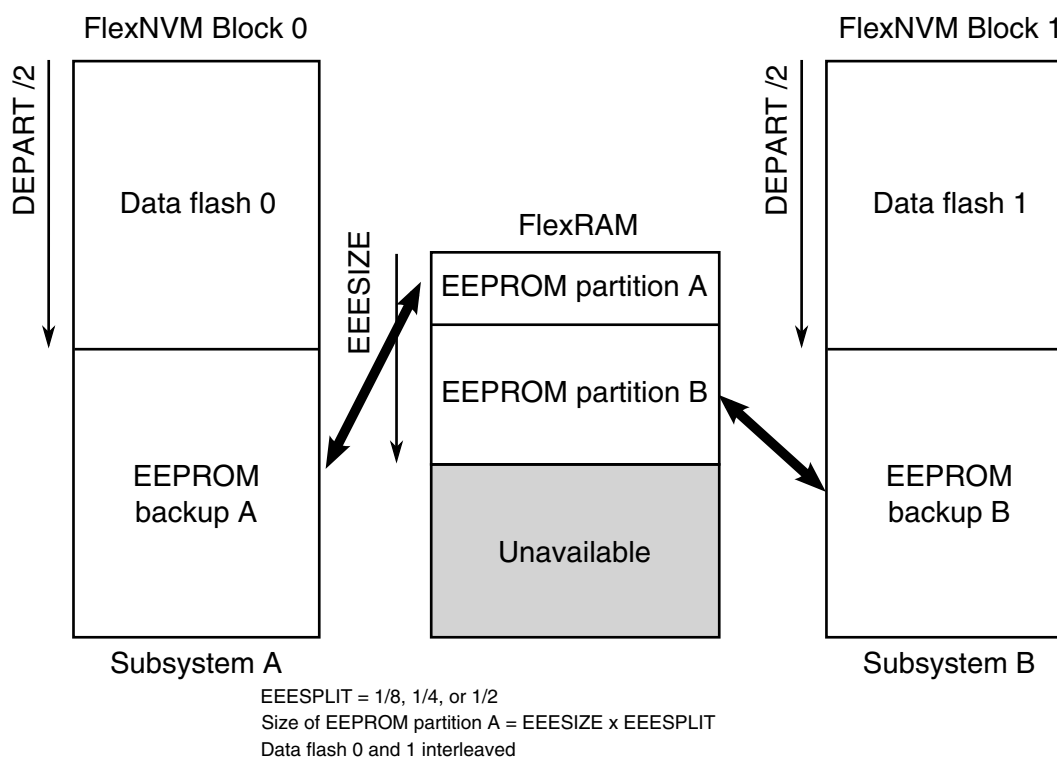 FlexNVM Block 0
FlexNVM Block 1
DEPART /2
Data flash 0
EEPROM
backup A
Subsystem A
EEESIZE
FlexRAM
EEPROM partition A
EEPROM partition B
Unavailable
DEPART /2
Data flash 1
EEPROM
backup B
Subsystem B
EEESPLIT = 1/8, 1/4, or 1/2
Size of EEPROM partition A = EEESIZE x EEESPLIT
Data flash 0 and 1 interleaved